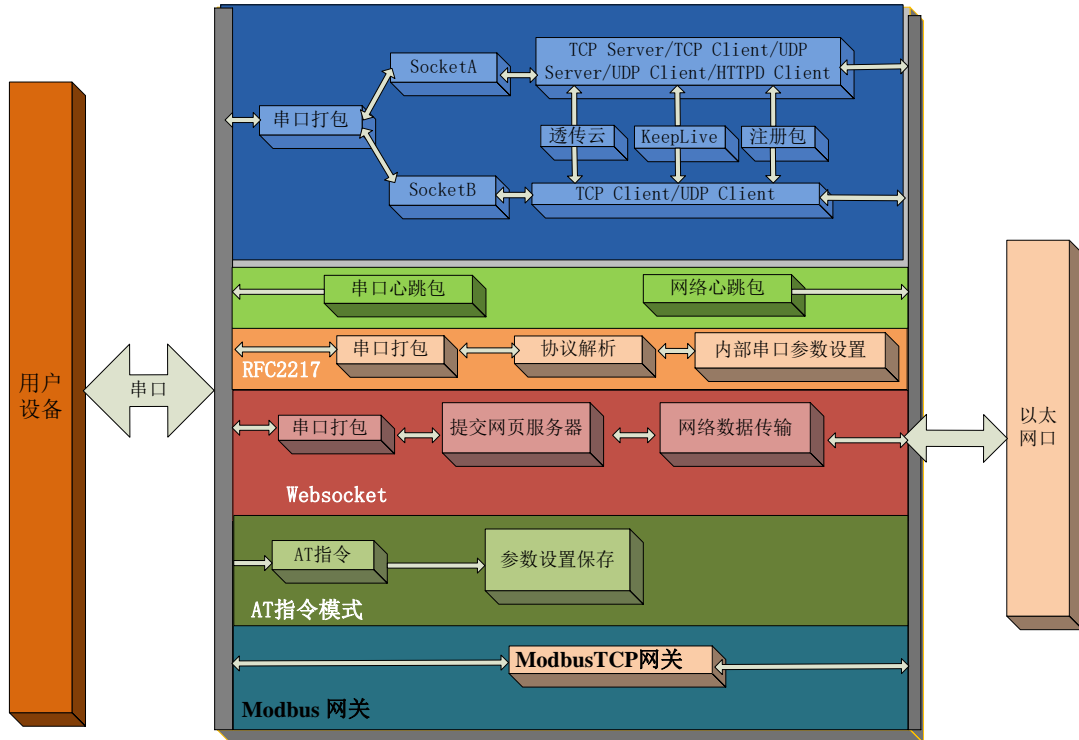 TCP Server/TCP Client/UDP
Server/UDP Client/HTTPD Client
SocketA
串口打包
透传云
KeepLive
注册包
SocketB
TCP Client/UDP Client
串口心跳包
网络心跳包
串口打包
协议解析
内部串口参数设置
RFC2217
用户
设备
串口
串口打包
提交网页服务器
网络数据传输
以太
网口
Websocket
AT指令
参数设置保存
AT指令模式
ModbusTCP网关
Modbus 网关